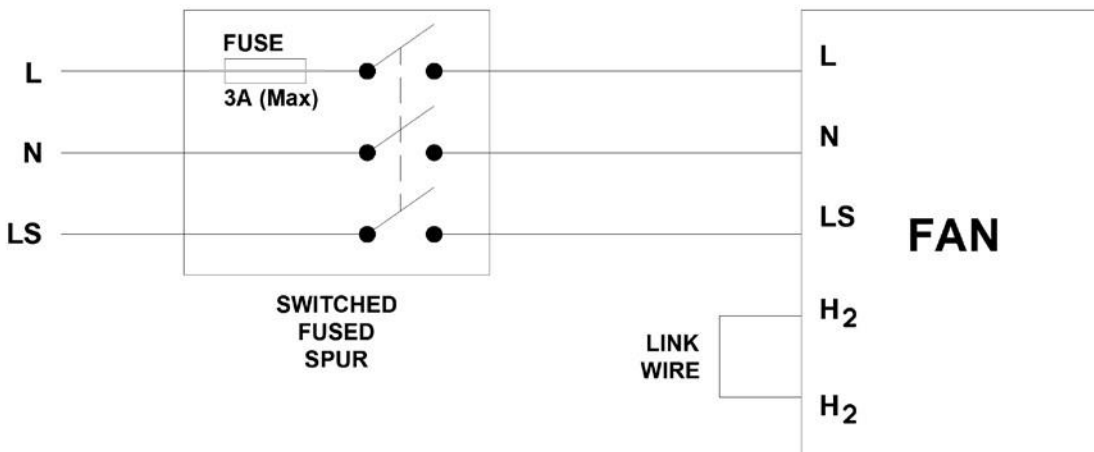 FUSE
3A (Max)
L
N
LS
SWITCHED
FUSED
SPUR
LINK
WIRE
L
N
LS
FAN
H2
H2